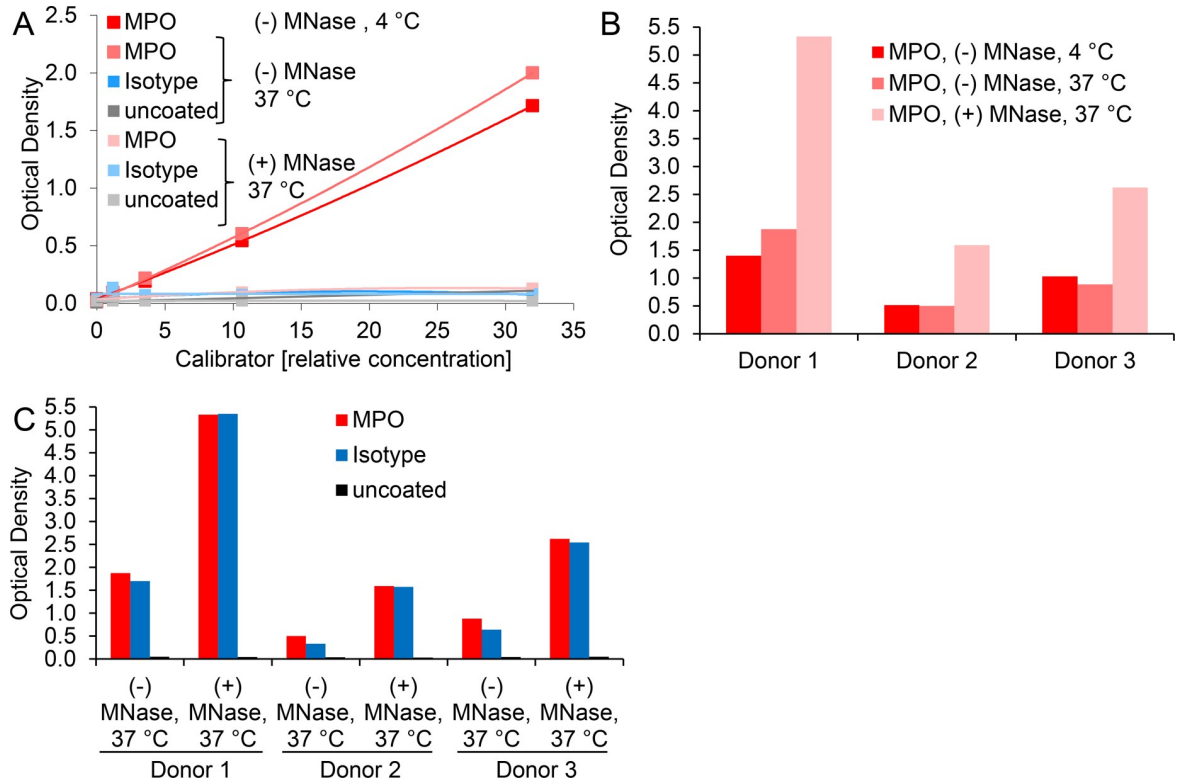 A
MPO (-) MNase , 4 °C
MPO
Isotype
uncoated
(-) MNase
37 °C
MPO
Isotype
uncoated
(+) MNase
37 °C
Optical Density
2.5
2.0
1.5
1.0
0.5
0.0
0 5 10 15 20 25 30 35
Calibrator [relative concentration]
B
MPO, (-) MNase, 4 °C
MPO, (-) MNase, 37 °C
MPO, (+) MNase, 37 °C
Optical Density
5.5
5.0
4.5
4.0
3.5
3.0
2.5
2.0
1.5
1.0
0.5
0.0
Donor 1 Donor 2 Donor 3
C
MPO
Isotype
uncoated
Optical Density
5.5
5.0
4.5
4.0
3.5
3.0
2.5
2.0
1.5
1.0
0.5
0.0
(-) (+) (-) (+) (-) (+)
MNase, MNase, MNase, MNase, MNase, MNase,
37 °C 37 °C 37 °C 37 °C 37 °C 37 °C
Donor 1 Donor 2 Donor 3